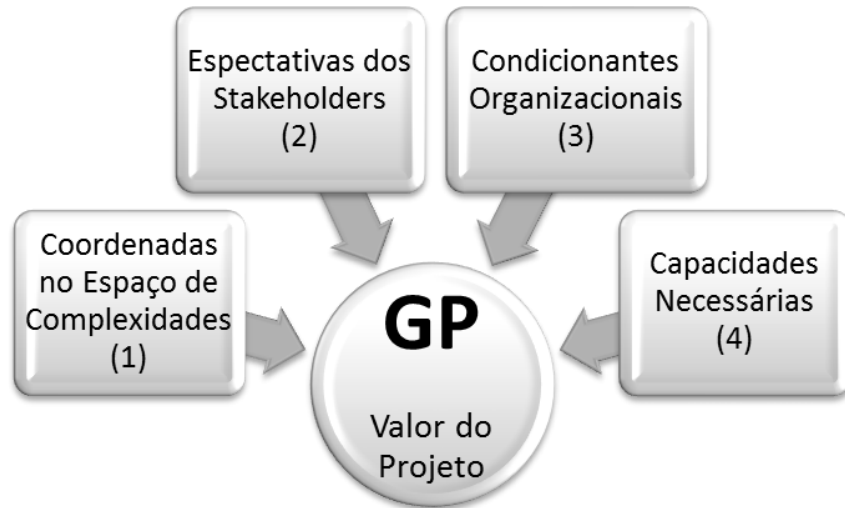 Espectativas dos
Stakeholders
(2)
Condicionantes
Organizacionais
(3)
Coordenadas
no Espaço de
Complexidades
(1)
Capacidades
Necessárias
(4)
GP
Valor do
Projeto